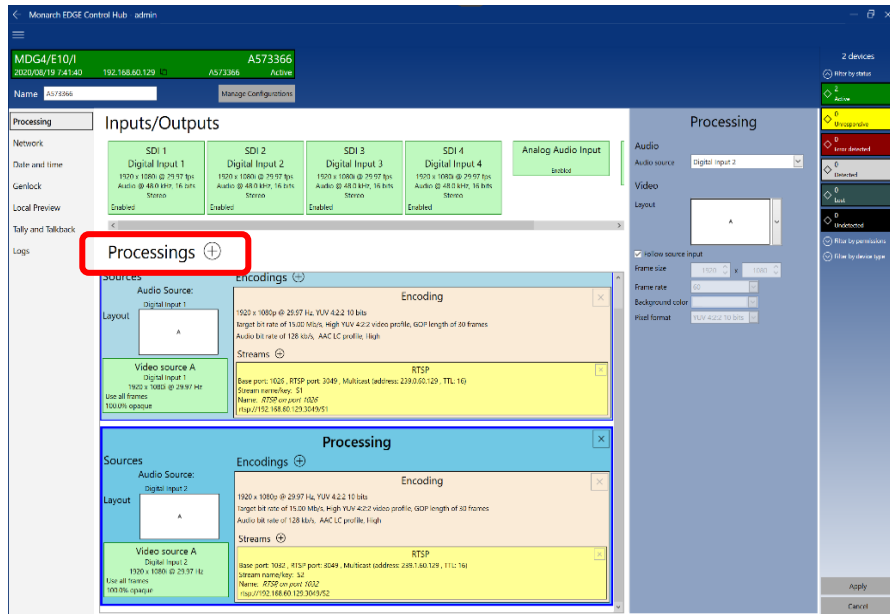 Monarch EDGE Control Hub admin
MDG4/E10/I A573366
2020/08/19 7:41:40 192.168.60.129 A573366 Active
Name A573366 Manage Configurations
Processing
Network
Date and time
Genlock
Local Preview
Tally and Talkback
Logs
Inputs/Outputs
SDI 1
Digital Input 1
1920 x 1080i @ 29.97 fps
Audio @ 48.0 kHz, 16 bits
Stereo
Enabled
SDI 2
Digital Input 2
1920 x 1080i @ 29.97 fps
Audio @ 48.0 kHz, 16 bits
Stereo
Enabled
SDI 3
Digital Input 3
1920 x 1080i @ 29.97 fps
Audio @ 48.0 kHz, 16 bits
Stereo
Enabled
SDI 4
Digital Input 4
1920 x 1080i @ 29.97 fps
Audio @ 48.0 kHz, 16 bits
Stereo
Enabled
Analog Audio Input
Enabled
Processings
Sources
Audio Source:
Digital Input 1
Layout
A
Video source A
Digital Input 1
1920 x 1080i @ 29.97 Hz
Use all frames
100.0% opaque
Encodings
Encoding
1920 x 1080p @ 29.97 Hz, YUV 4:2:2 10 bits
Target bit rate of 15.00 Mb/s, High YUV 4:2:2 video profile, GOP length of 30 frames
Audio bit rate of 128 kb/s, AAC LC profile, High
Streams
RTSP
Base port: 1026 , RTSP port: 3049 , Multicast (address: 239.0.60.129 , TTL: 16)
Stream name/key: S1
Name: RTSP on port 1026
rtsp://192.168.60.129:3049/S1
Processing
Sources
Audio Source:
Digital Input 2
Layout
A
Video source A
Digital Input 2
1920 x 1080i @ 29.97 Hz
Use all frames
100.0% opaque
Encodings
Encoding
1920 x 1080p @ 29.97 Hz, YUV 4:2:2 10 bits
Target bit rate of 15.00 Mb/s, High YUV 4:2:2 video profile, GOP length of 30 frames
Audio bit rate of 128 kb/s, AAC LC profile, High
Streams
RTSP
Base port: 1032 , RTSP port: 3049 , Multicast (address: 239.1.60.129 , TTL: 16)
Stream name/key: S2
Name: RTSP on port 1032
rtsp://192.168.60.129:3049/S2
Processing
Audio
Audio source Digital Input 2
Video
Layout
A
Follow source input
Frame size 1920 x 1080
Frame rate 60
Background color
Pixel format YUV 4:2:2 10 bits
2 devices
Filter by status
2
Active
0
Unresponsive
0
Error detected
0
Detected
0
Lost
0
Undetected
Filter by permissions
Filter by device type
Apply
Cancel